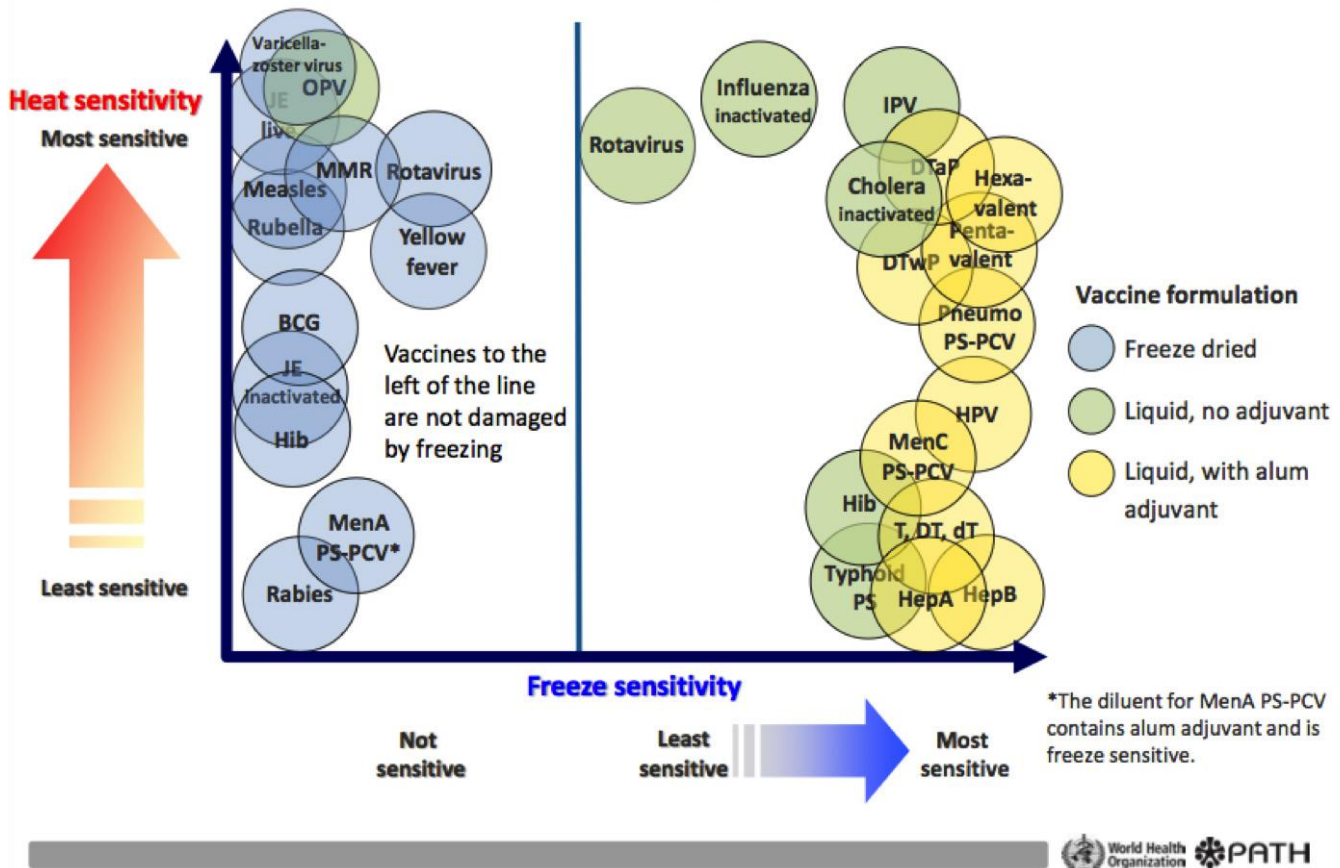 Varicella-
zoster virus
OPV
JE
live
Heat sensitivity
Most sensitive
Least sensitive
MMR
Rotavirus
Measles
Rubella
Yellow
fever
BCG
JE
inactivated
Hib
Vaccines to the
left of the line
are not damaged
by freezing
MenA
PS-PCV*
Rabies
Rotavirus
Influenza
inactivated
IPV
DTaP
Cholera
inactivated
Hexa-
valent
Penta-
valent
DTwP
Pneumo
PS-PCV
HPV
MenC
PS-PCV
Hib
T, DT, dT
Typhoid
PS
HepA
HepB
Vaccine formulation
Freeze dried
Liquid, no adjuvant
Liquid, with alum
adjuvant
Freeze sensitivity
Not
sensitive
Least
sensitive
Most
sensitive
*The diluent for MenA PS-PCV
contains alum adjuvant and is
freeze sensitive.
World Health
Organization
PATH